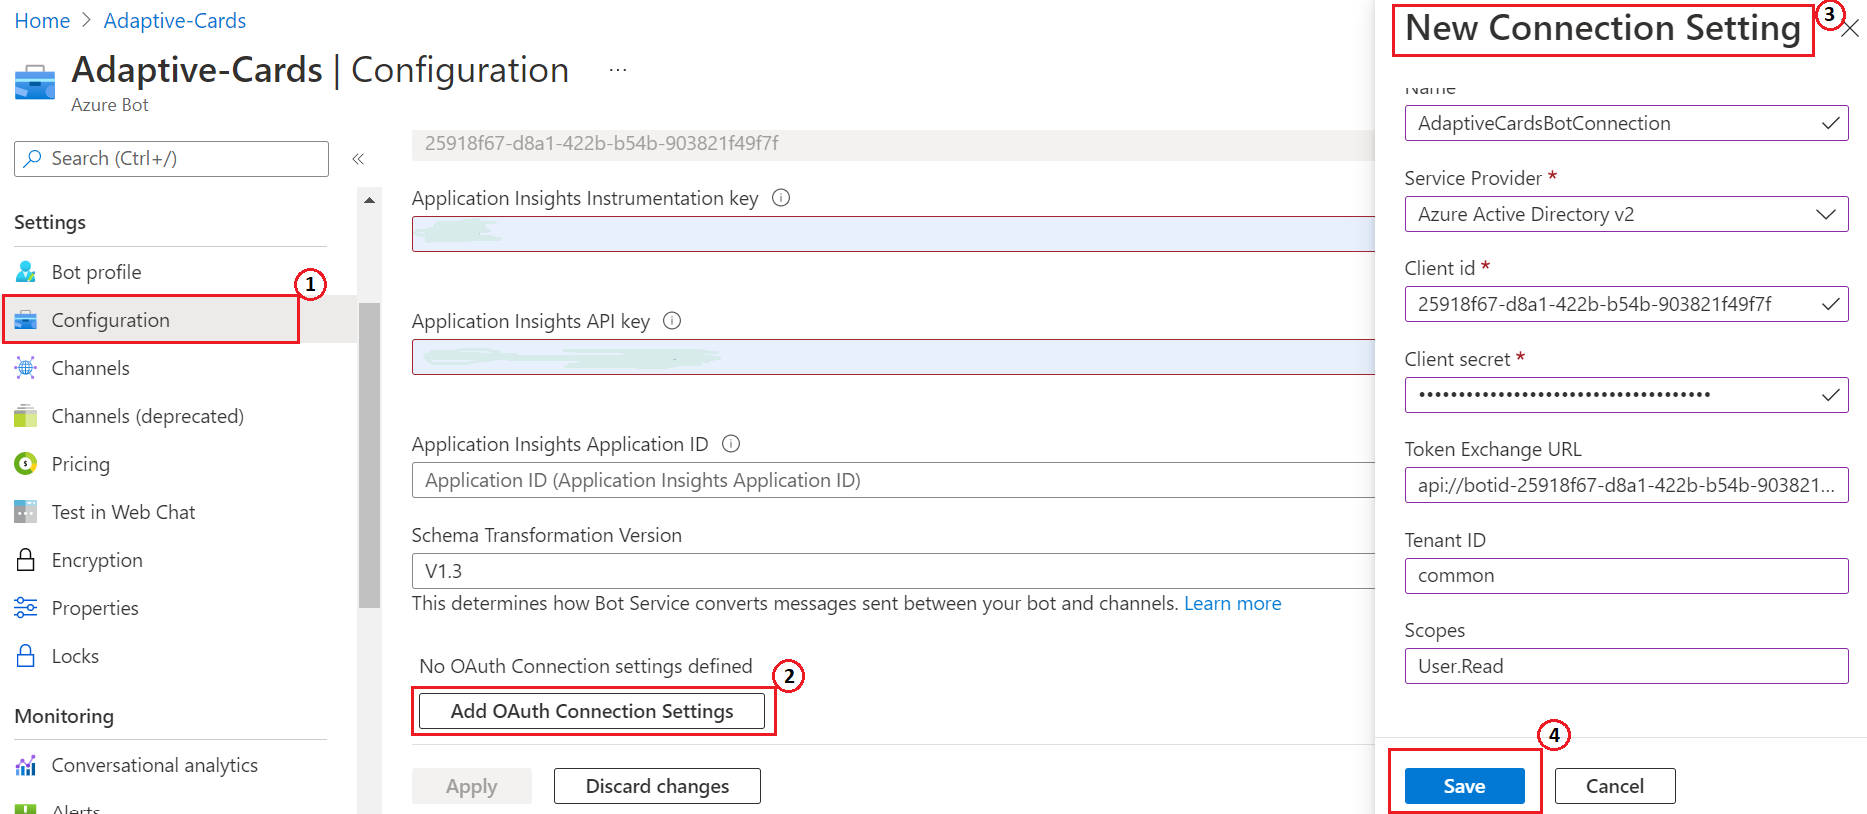 Home > Adaptive-Cards
Adaptive-Cards | Configuration ...
Azure Bot
Search (Ctrl+/)
«
Settings
Bot profile
1
Configuration
Channels
Channels (deprecated)
Pricing
Test in Web Chat
Encryption
Properties
Locks
Monitoring
Conversational analytics
Alerts
25918f67-d8a1-422b-b54b-903821f49f7f
Application Insights Instrumentation key
Application Insights API key
Application Insights Application ID
Application ID (Application Insights Application ID)
Schema Transformation Version
V1.3
This determines how Bot Service converts messages sent between your bot and channels. Learn more
No OAuth Connection settings defined
2
Add OAuth Connection Settings
Apply
Discard changes
New Connection Setting
3
Name
AdaptiveCardsBotConnection
Service Provider *
Azure Active Directory v2
Client id *
25918f67-d8a1-422b-b54b-903821f49f7f
Client secret *
Token Exchange URL
api://botid-25918f67-d8a1-422b-b54b-903821...
Tenant ID
common
Scopes
User.Read
4
Save
Cancel